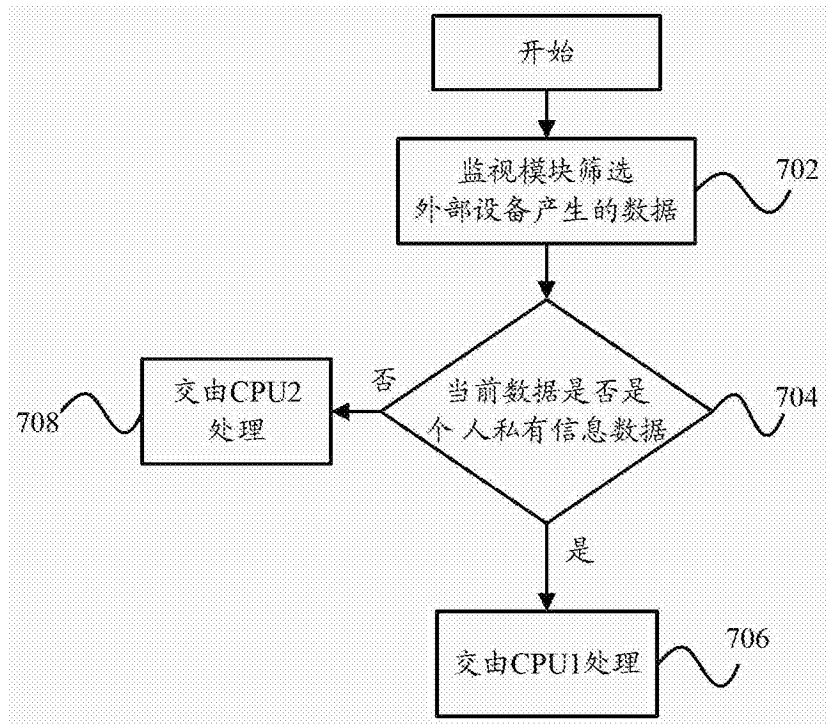 开始
监视模块筛选
外部设备产生的数据
702
当前数据是否是
个人私有信息数据
704
否
交由CPU2
处理
708
是
交由CPU1处理
706